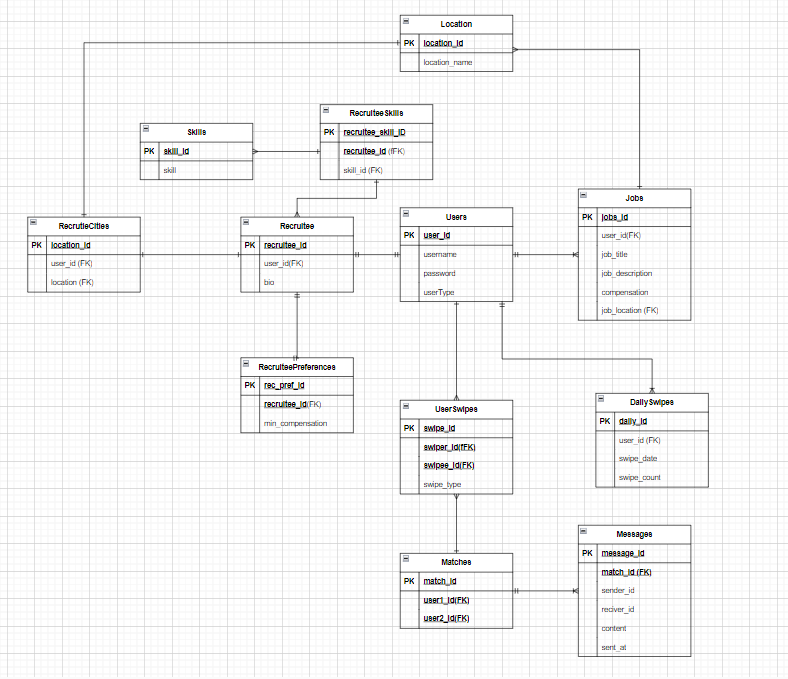 Location
PK location_id
location_name
RecruiteeSkills
PK recruitee_skill_ID
recruitee_id (fFK)
skill_id (FK)
Skills
PK skill_id
skill
RecrutieCities
PK location_id
user_id (FK)
location (FK)
Recruitee
PK recruitee_id
user_id(FK)
bio
Users
PK user_id
username
password
userType
Jobs
PK jobs_id
user_id(FK)
job_title
job_description
compensation
job_location (FK)
RecruiteePreferences
PK rec_pref_id
recruitee_id(FK)
min_compensation
UserSwipes
PK swipe_id
swiper_id(fFK)
swipee_id(FK)
swipe_type
DailySwipes
PK daily_id
user_id (FK)
swipe_date
swipe_count
Matches
PK match_id
user1_id(FK)
user2_id(FK)
Messages
PK message_id
match_id (FK)
sender_id
reciver_id
content
sent_at